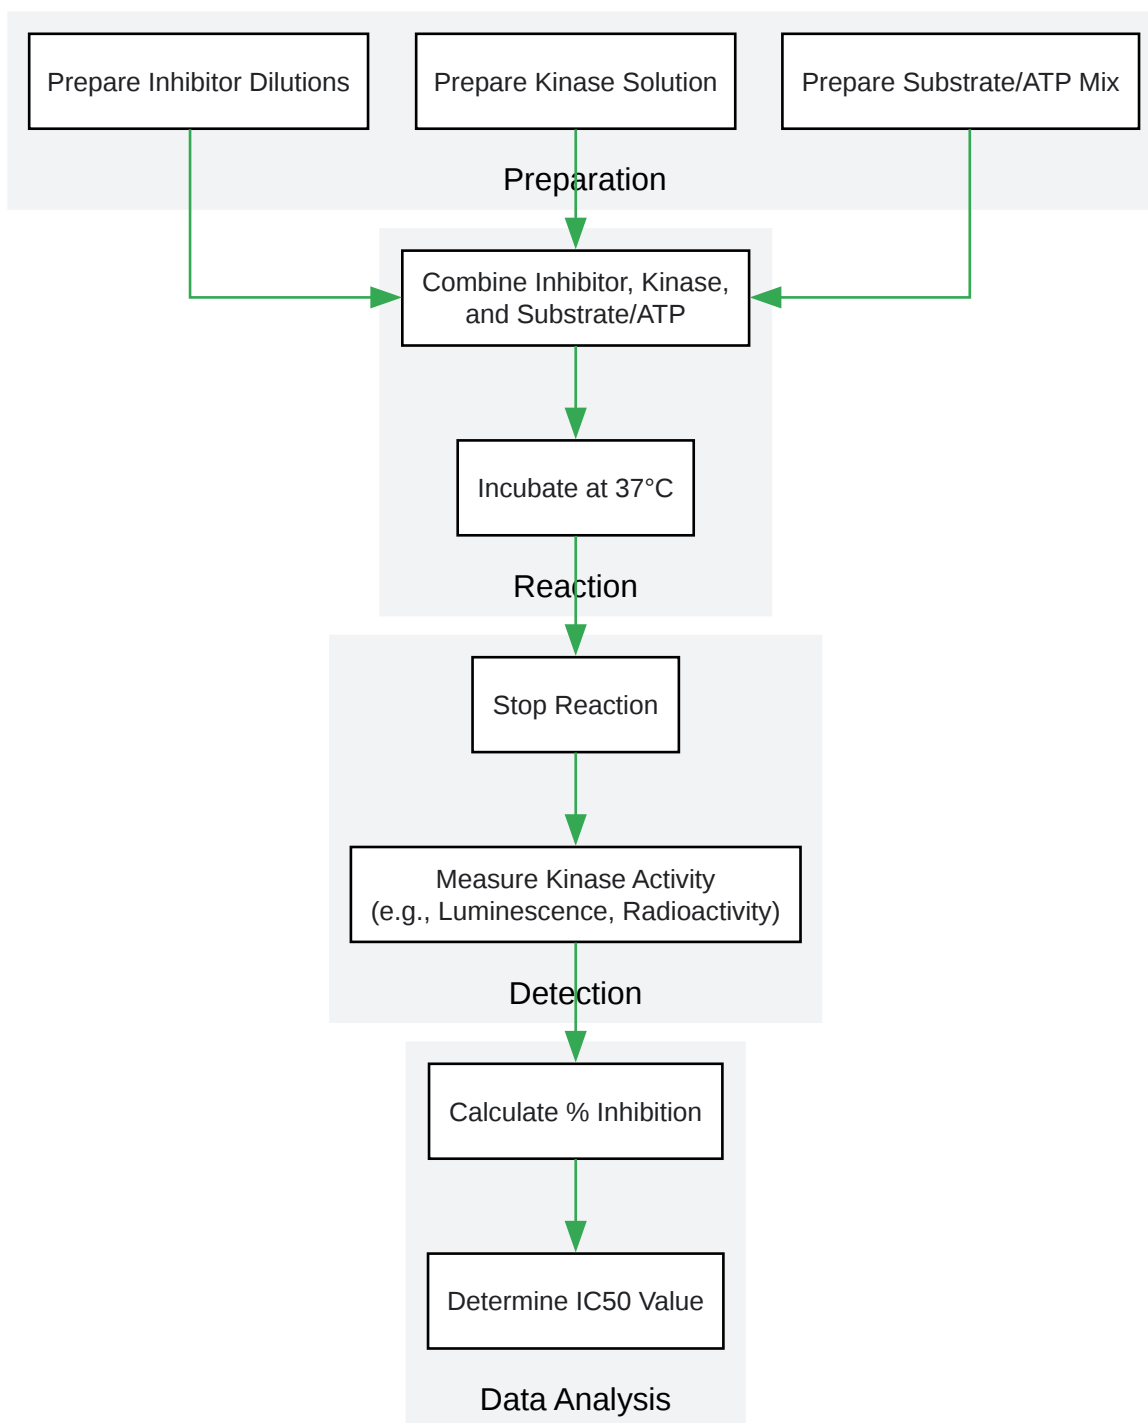 Prepare Inhibitor Dilutions
Prepare Kinase Solution
Prepare Substrate/ATP Mix
Preparation
Combine Inhibitor, Kinase,
and Substrate/ATP
Incubate at 37°C
Reaction
Stop Reaction
Measure Kinase Activity
(e.g., Luminescence, Radioactivity)
Detection
Calculate % Inhibition
Determine IC50 Value
Data Analysis